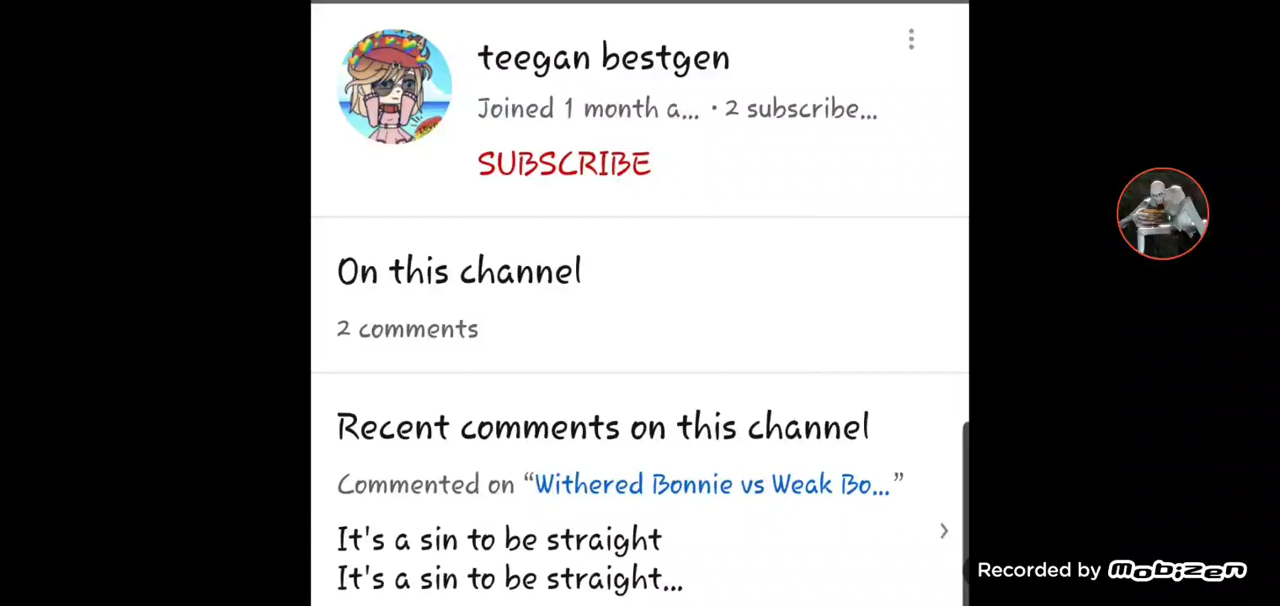 teegan bestgen
Joined 1 month a... • 2 subscribe...
SUBSCRIBE
On this channel
2 comments
Recent comments on this channel
Commented on “Withered Bonnie vs Weak Bo...”
It's a sin to be straight
It's a sin to be straight...
Recorded by mobizen